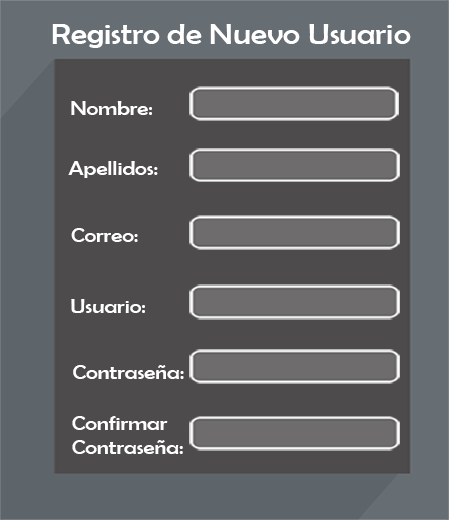 Registro de Nuevo Usuario
Nombre:
Apellidos:
Correo:
Usuario:
Contraseña:
Confirmar
Contraseña: